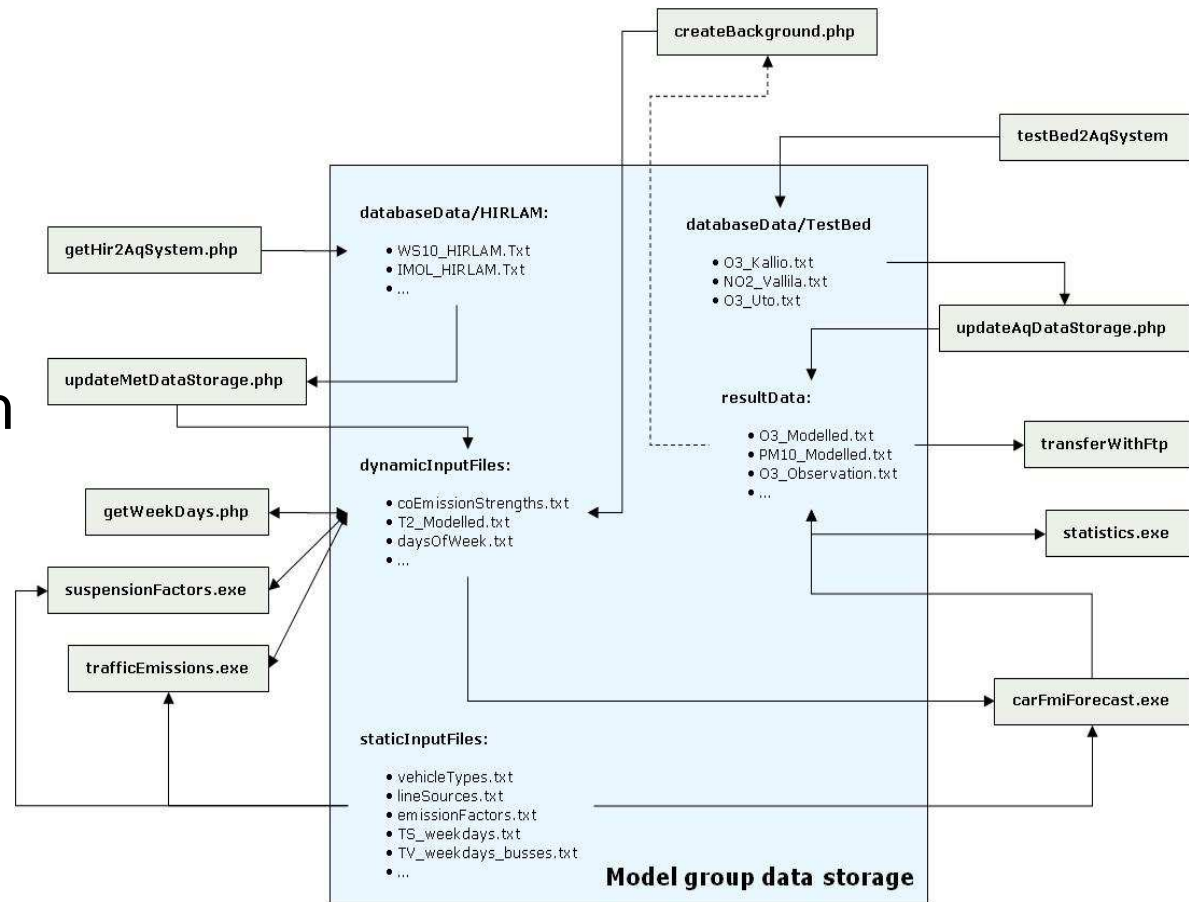 createBackground.php
testBed2AqSystem
databaseData/HIRLAM:
• WS10_HIRLAM.Txt
• IMOL_HIRLAM.Txt
• ...
getHir2AqSystem.php
databaseData/TestBed
• O3_Kallio.txt
• NO2_Vallila.txt
• O3_Uto.txt
updateAqDataStorage.php
updateMetDataStorage.php
n
resultData:
• O3_Modelled.txt
• PM10_Modelled.txt
• O3_Observation.txt
• ...
transferWithFtp
dynamicInputFiles:
• coEmissionStrengths.txt
• T2_Modelled.txt
• daysOfWeek.txt
• ...
getWeekDays.php
statistics.exe
suspensionFactors.exe
trafficEmissions.exe
carFmiForecast.exe
staticInputFiles:
• vehicleTypes.txt
• lineSources.txt
• emissionFactors.txt
• TS_weekdays.txt
• TV_weekdays_busses.txt
• ...
Model group data storage